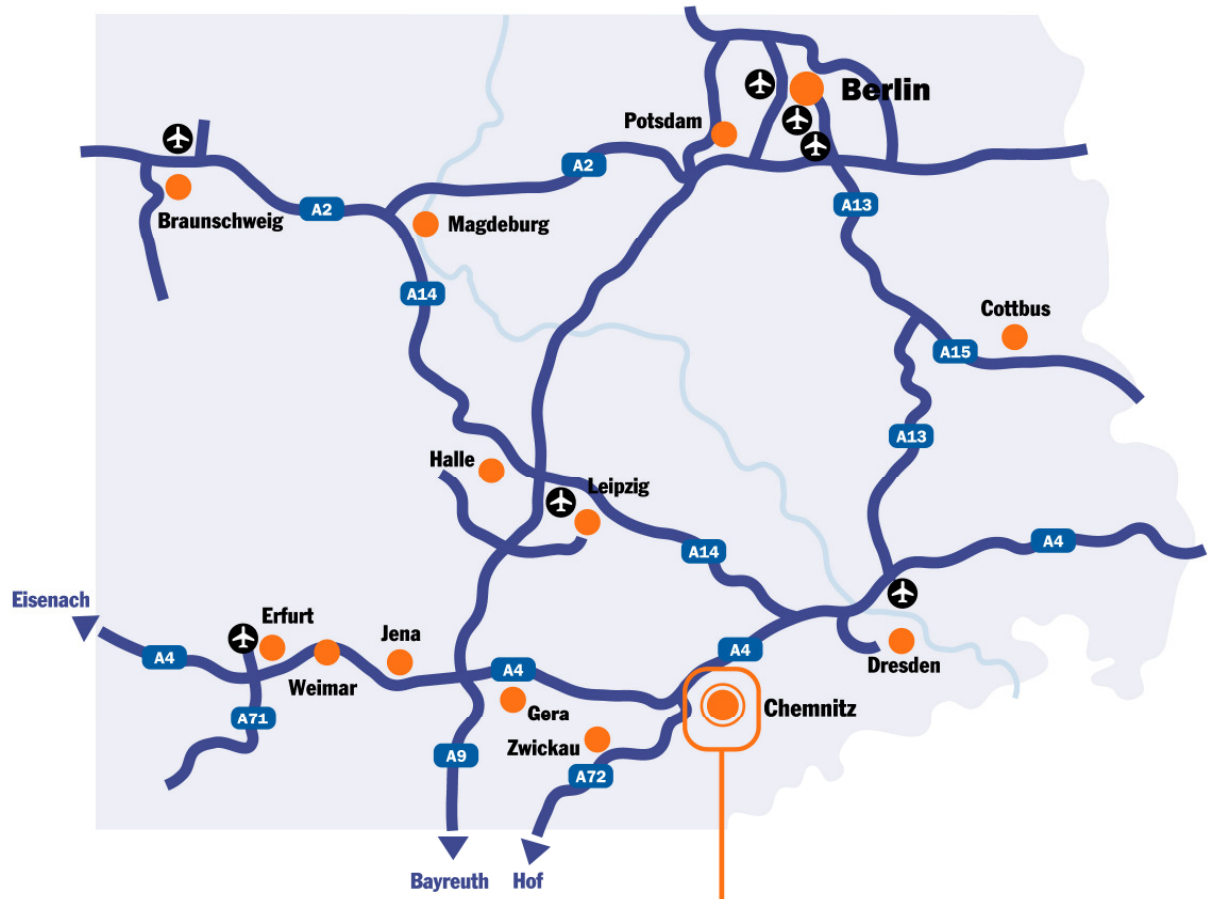 Berlin
Potsdam
A2
A13
Braunschweig
A2
Magdeburg
A14
Cottbus
A15
A13
Halle
Leipzig
A14
A4
Eisenach
Erfurt
Jena
A4
Weimar
A4
A4
Dresden
A71
Gera
Chemnitz
Zwickau
A9
A72
Bayreuth
Hof